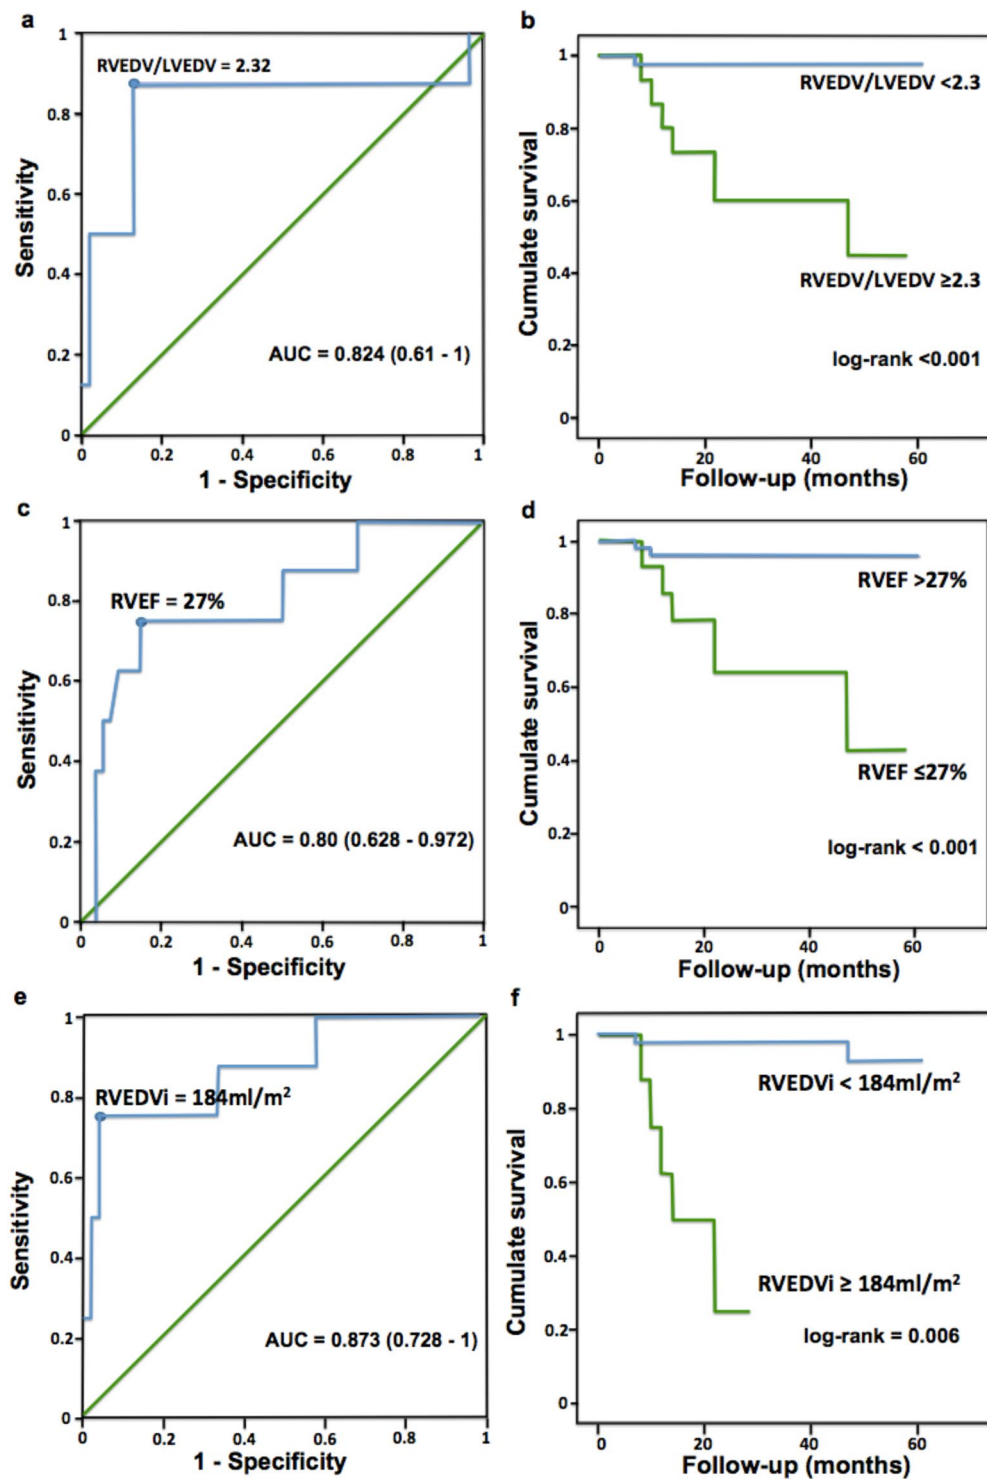 a
1
0.8
0.6
0.4
0.2
0
Sensitivity
RVEDV/LVEDV = 2.32
AUC = 0.824 (0.61 - 1)
0 0.2 0.4 0.6 0.8 1
1 - Specificity
b
1
0.8
0.6
0.4
0.2
0
Cumulate survival
RVEDV/LVEDV <2.3
RVEDV/LVEDV ≥2.3
log-rank <0.001
0 20 40 60
Follow-up (months)
c
1
0.8
0.6
0.4
0.2
0
Sensitivity
RVEF = 27%
AUC = 0.80 (0.628 - 0.972)
0 0.2 0.4 0.6 0.8 1
1 - Specificity
d
1
0.8
0.6
0.4
0.2
0
Cumulate survival
RVEF >27%
RVEF ≤27%
log-rank < 0.001
0 20 40 60
Follow-up (months)
e
1
0.8
0.6
0.4
0.2
0
Sensitivity
RVEDVi = 184ml/m²
AUC = 0.873 (0.728 - 1)
0 0.2 0.4 0.6 0.8 1
1 - Specificity
f
1
0.8
0.6
0.4
0.2
0
Cumulate survival
RVEDVi < 184ml/m²
RVEDVi ≥ 184ml/m²
log-rank = 0.006
0 20 40 60
Follow-up (months)